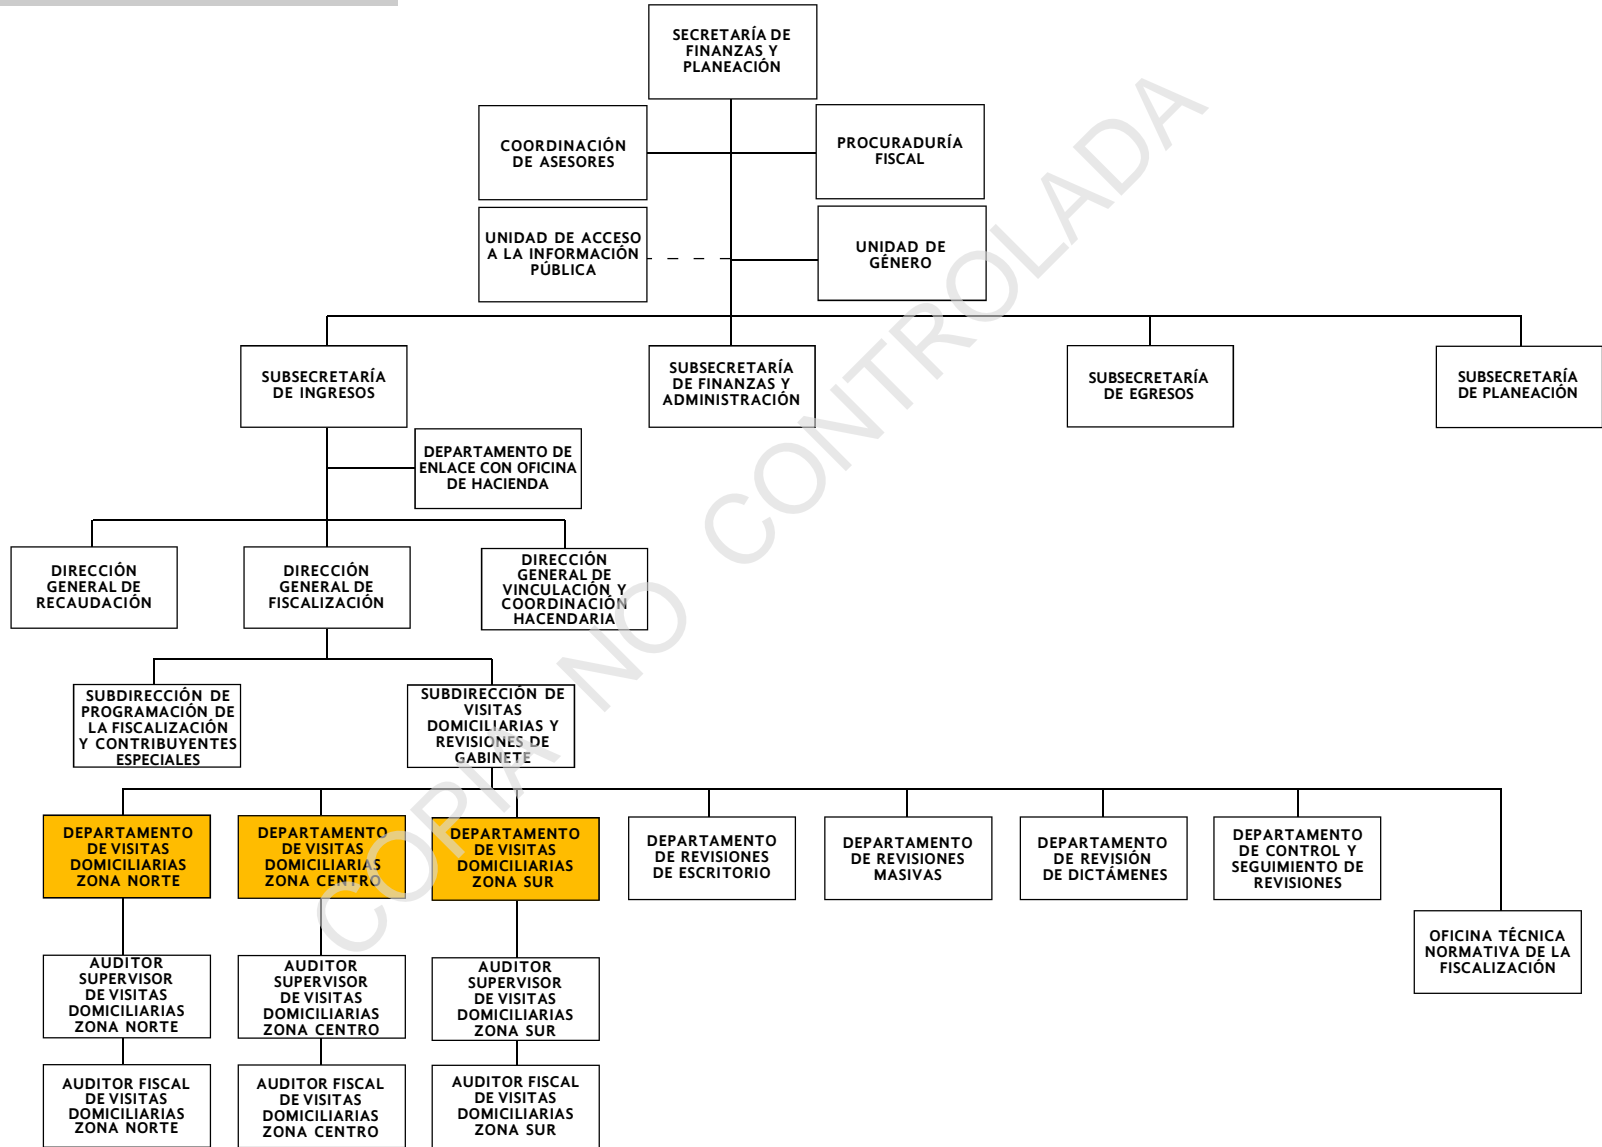 SECRETARÍA DE
FINANZAS Y
PLANEACIÓN
COORDINACIÓN
DE ASESORES
PROCURADURÍA
FISCAL
UNIDAD DE ACCESO
A LA INFORMACIÓN
PÚBLICA
UNIDAD DE
GÉNERO
SUBSECRETARÍA
DE INGRESOS
SUBSECRETARÍA
DE FINANZAS Y
ADMINISTRACIÓN
SUBSECRETARÍA
DE EGRESOS
SUBSECRETARÍA
DE PLANEACIÓN
DEPARTAMENTO DE
ENLACE CON OFICINA
DE HACIENDA
DIRECCIÓN
GENERAL DE
RECAUDACIÓN
DIRECCIÓN
GENERAL DE
FISCALIZACIÓN
DIRECCIÓN
GENERAL DE
VINCULACIÓN Y
COORDINACIÓN
HACENDARIA
SUBDIRECCIÓN DE
PROGRAMACIÓN DE
LA FISCALIZACIÓN
Y CONTRIBUYENTES
ESPECIALES
SUBDIRECCIÓN DE
VISITAS
DOMICILIARIAS Y
REVISIONES DE
GABINETE
DEPARTAMENTO
DE VISITAS
DOMICILIARIAS
ZONA NORTE
DEPARTAMENTO
DE VISITAS
DOMICILIARIAS
ZONA CENTRO
DEPARTAMENTO
DE VISITAS
DOMICILIARIAS
ZONA SUR
DEPARTAMENTO
DE REVISIONES
DE ESCRITORIO
DEPARTAMENTO
DE REVISIONES
MASIVAS
DEPARTAMENTO
DE REVISIÓN
DE DICTÁMENES
DEPARTAMENTO
DE CONTROL Y
SEGUIMIENTO DE
REVISIONES
OFICINA TÉCNICA
NORMATIVA DE LA
FISCALIZACIÓN
AUDITOR
SUPERVISOR
DE VISITAS
DOMICILIARIAS
ZONA NORTE
AUDITOR
SUPERVISOR
DE VISITAS
DOMICILIARIAS
ZONA CENTRO
AUDITOR
SUPERVISOR
DE VISITAS
DOMICILIARIAS
ZONA SUR
AUDITOR FISCAL
DE VISITAS
DOMICILIARIAS
ZONA NORTE
AUDITOR FISCAL
DE VISITAS
DOMICILIARIAS
ZONA CENTRO
AUDITOR FISCAL
DE VISITAS
DOMICILIARIAS
ZONA SUR
COPIA NO CONTROLADA